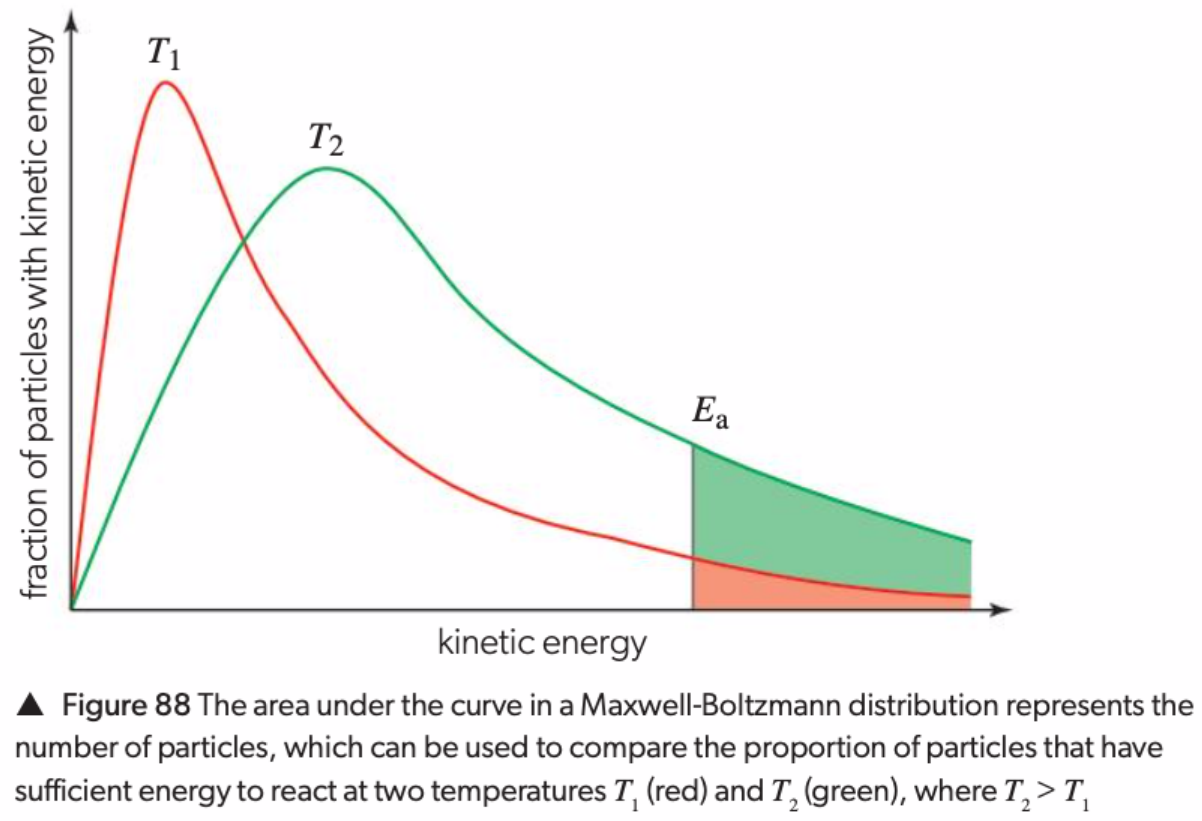 fraction of particles with kinetic energy
T₁
T₂
Eₐ
kinetic energy
▲ Figure 88 The area under the curve in a Maxwell-Boltzmann distribution represents the
number of particles, which can be used to compare the proportion of particles that have
sufficient energy to react at two temperatures T₁ (red) and T₂ (green), where T₂ > T₁